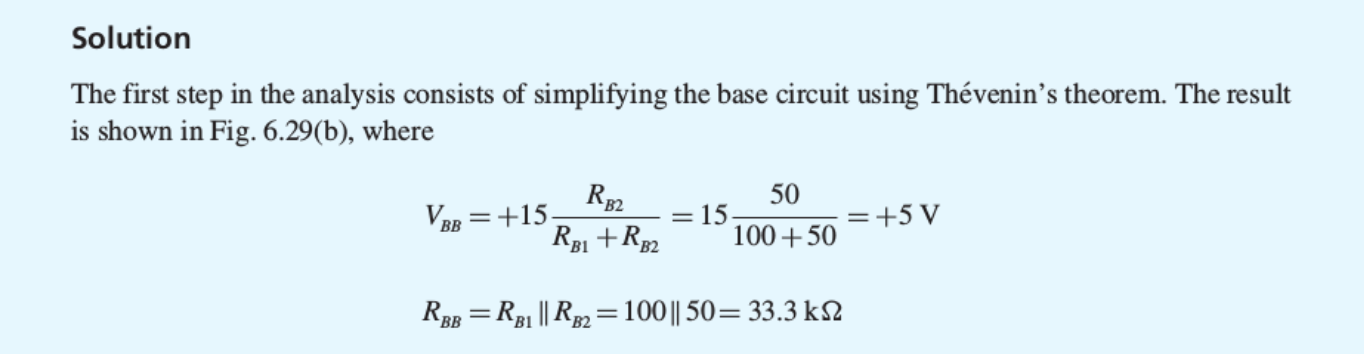 Solution
The first step in the analysis consists of simplifying the base circuit using Thévenin's theorem. The result
is shown in Fig. 6.29(b), where
V_BB = +15 R_B2 / (R_B1 + R_B2) = 15 50 / (100 + 50) = +5 V
R_BB = R_B1 || R_B2 = 100 || 50 = 33.3 kΩ